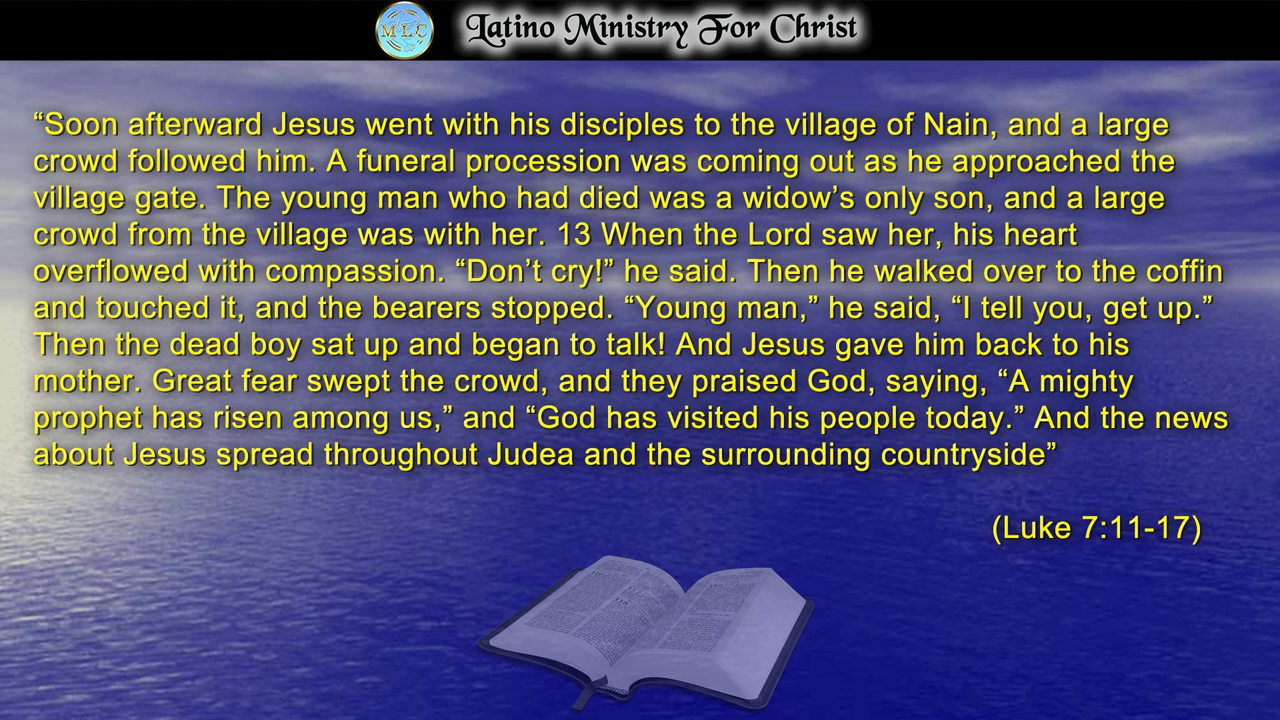 MLC
Latino Ministry For Christ
“Soon afterward Jesus went with his disciples to the village of Nain, and a large
crowd followed him. A funeral procession was coming out as he approached the
village gate. The young man who had died was a widow’s only son, and a large
crowd from the village was with her. 13 When the Lord saw her, his heart
overflowed with compassion. “Don’t cry!” he said. Then he walked over to the coffin
and touched it, and the bearers stopped. “Young man,” he said, “I tell you, get up.”
Then the dead boy sat up and began to talk! And Jesus gave him back to his
mother. Great fear swept the crowd, and they praised God, saying, “A mighty
prophet has risen among us,” and “God has visited his people today.” And the news
about Jesus spread throughout Judea and the surrounding countryside”
(Luke 7:11-17)